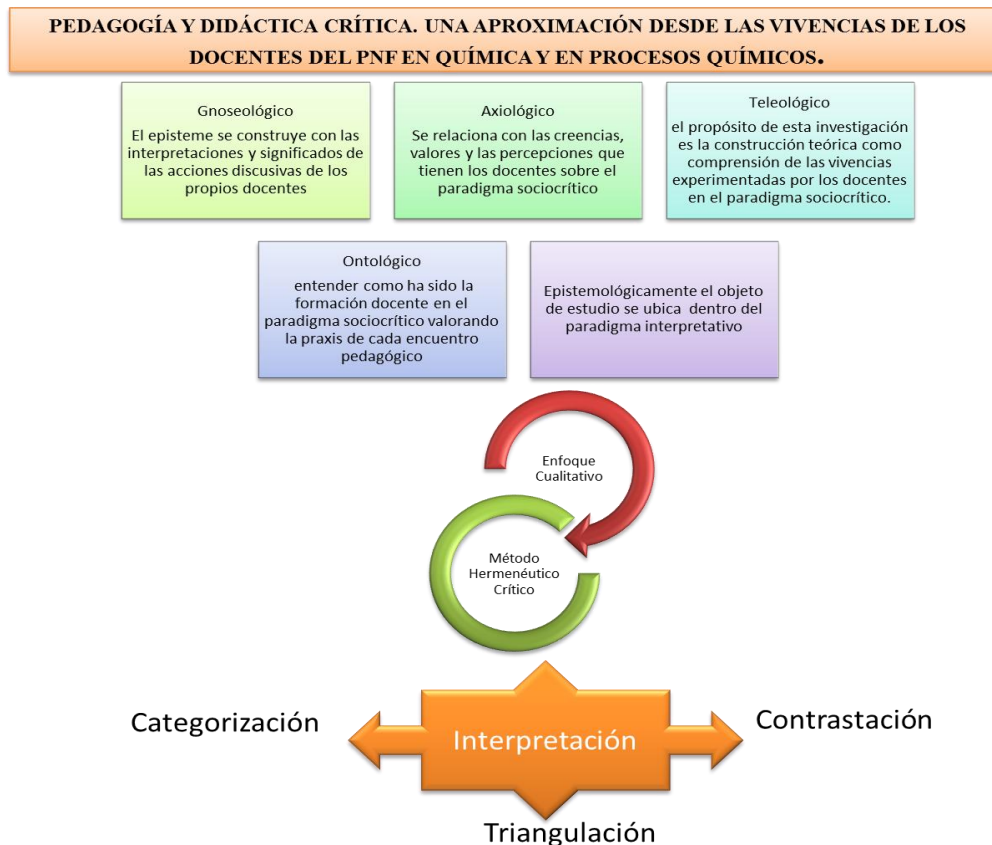 PEDAGOGÍA Y DIDÁCTICA CRÍTICA. UNA APROXIMACIÓN DESDE LAS VIVENCIAS DE LOS
DOCENTES DEL PNF EN QUÍMICA Y EN PROCESOS QUÍMICOS.
Gnoseológico
El episteme se construye con las
interpretaciones y significados de
las acciones discusivas de los
propios docentes
Axiológico
Se relaciona con las creencias,
valores y las percepciones que
tienen los docentes sobre el
paradigma sociocrítico
Teleológico
el propósito de esta investigación
es la construcción teórica como
comprensión de las vivencias
experimentadas por los docentes
en el paradigma sociocrítico.
Ontológico
entender como ha sido la
formación docente en el
paradigma sociocrítico valorando
la praxis de cada encuentro
pedagógico
Epistemológicamente el objeto
de estudio se ubica dentro del
paradigma interpretativo
Enfoque
Cualitativo
Método
Hermenéutico
Crítico
Categorización
Interpretación
Contrastación
Triangulación